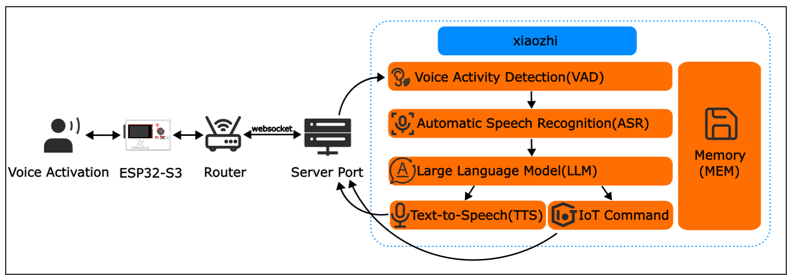 xiaozhi
Voice Activity Detection(VAD)
Automatic Speech Recognition(ASR)
Large Language Model(LLM)
Text-to-Speech(TTS)
IoT
IoT Command
Memory
(MEM)
websocket
Voice Activation
ESP32-S3
Router
Server Port
A